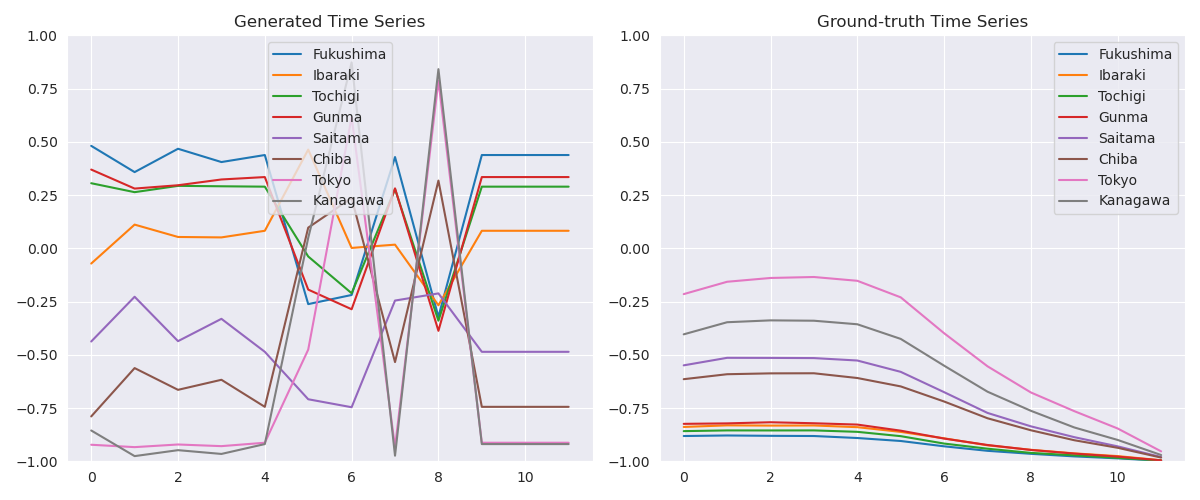 Generated Time Series
1.00
0.75
0.50
0.25
0.00
−0.25
−0.50
−0.75
−1.00
0 2 4 6 8 10
Fukushima
Ibaraki
Tochigi
Gunma
Saitama
Chiba
Tokyo
Kanagawa
Ground-truth Time Series
1.00
0.75
0.50
0.25
0.00
−0.25
−0.50
−0.75
−1.00
0 2 4 6 8 10
Fukushima
Ibaraki
Tochigi
Gunma
Saitama
Chiba
Tokyo
Kanagawa